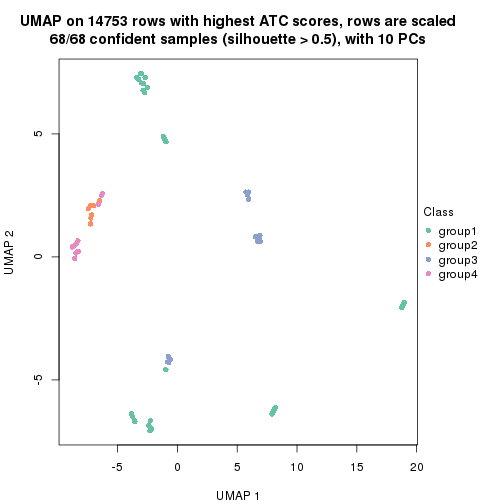 UMAP on 14753 rows with highest ATC scores, rows are scaled
68/68 confident samples (silhouette > 0.5), with 10 PCs
5
0
-5
UMAP 2
-5 0 5 10 15 20
UMAP 1
Class
group1
group2
group3
group4